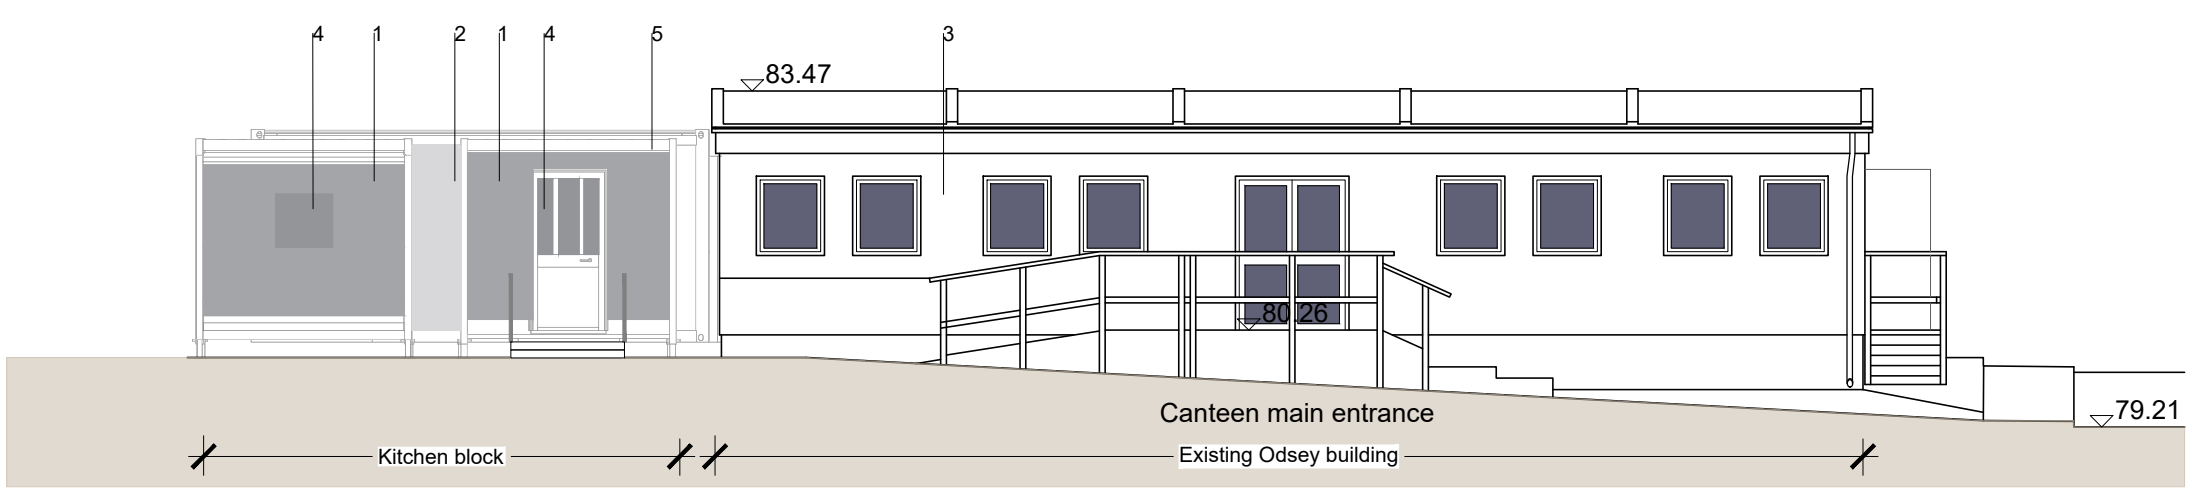 4 1 2 1 4 5 3
83.47
80.26
Canteen main entrance
79.21
Kitchen block
Existing Odsey building